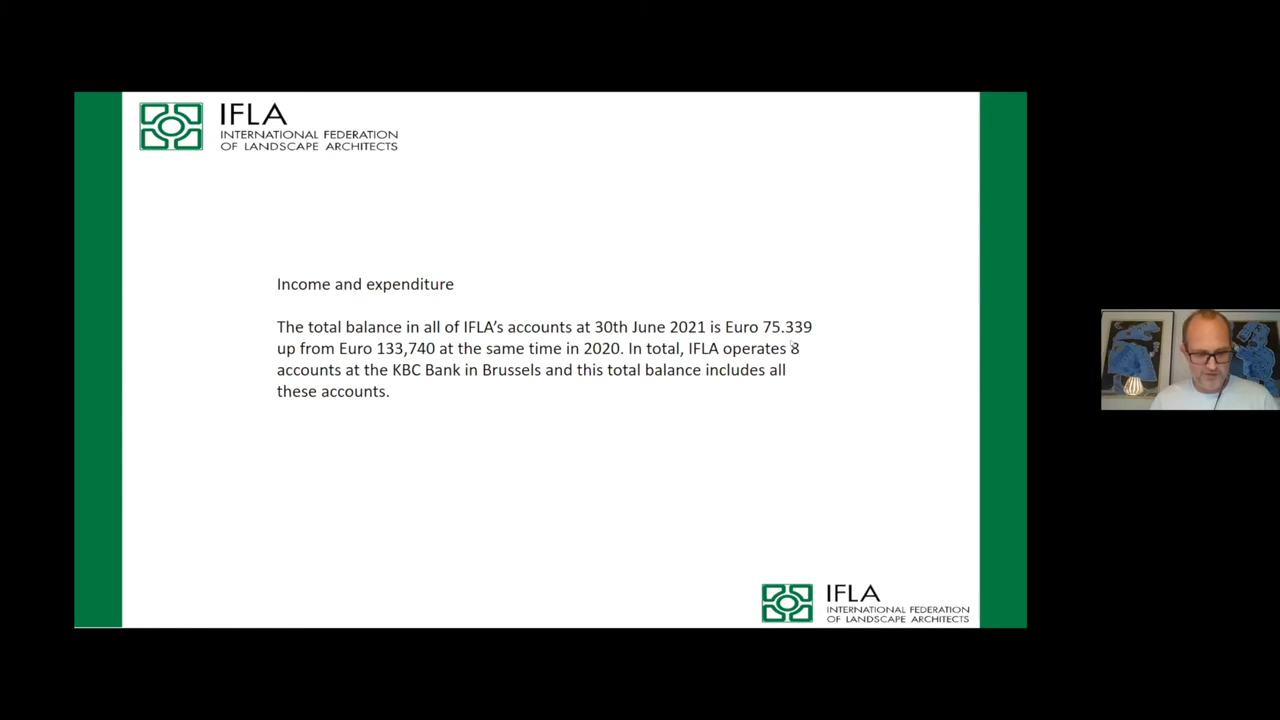 IFLA
INTERNATIONAL FEDERATION
OF LANDSCAPE ARCHITECTS
Income and expenditure
The total balance in all of IFLA’s accounts at 30th June 2021 is Euro 75.339
up from Euro 133,740 at the same time in 2020. In total, IFLA operates 8
accounts at the KBC Bank in Brussels and this total balance includes all
these accounts.
IFLA
INTERNATIONAL FEDERATION
OF LANDSCAPE ARCHITECTS